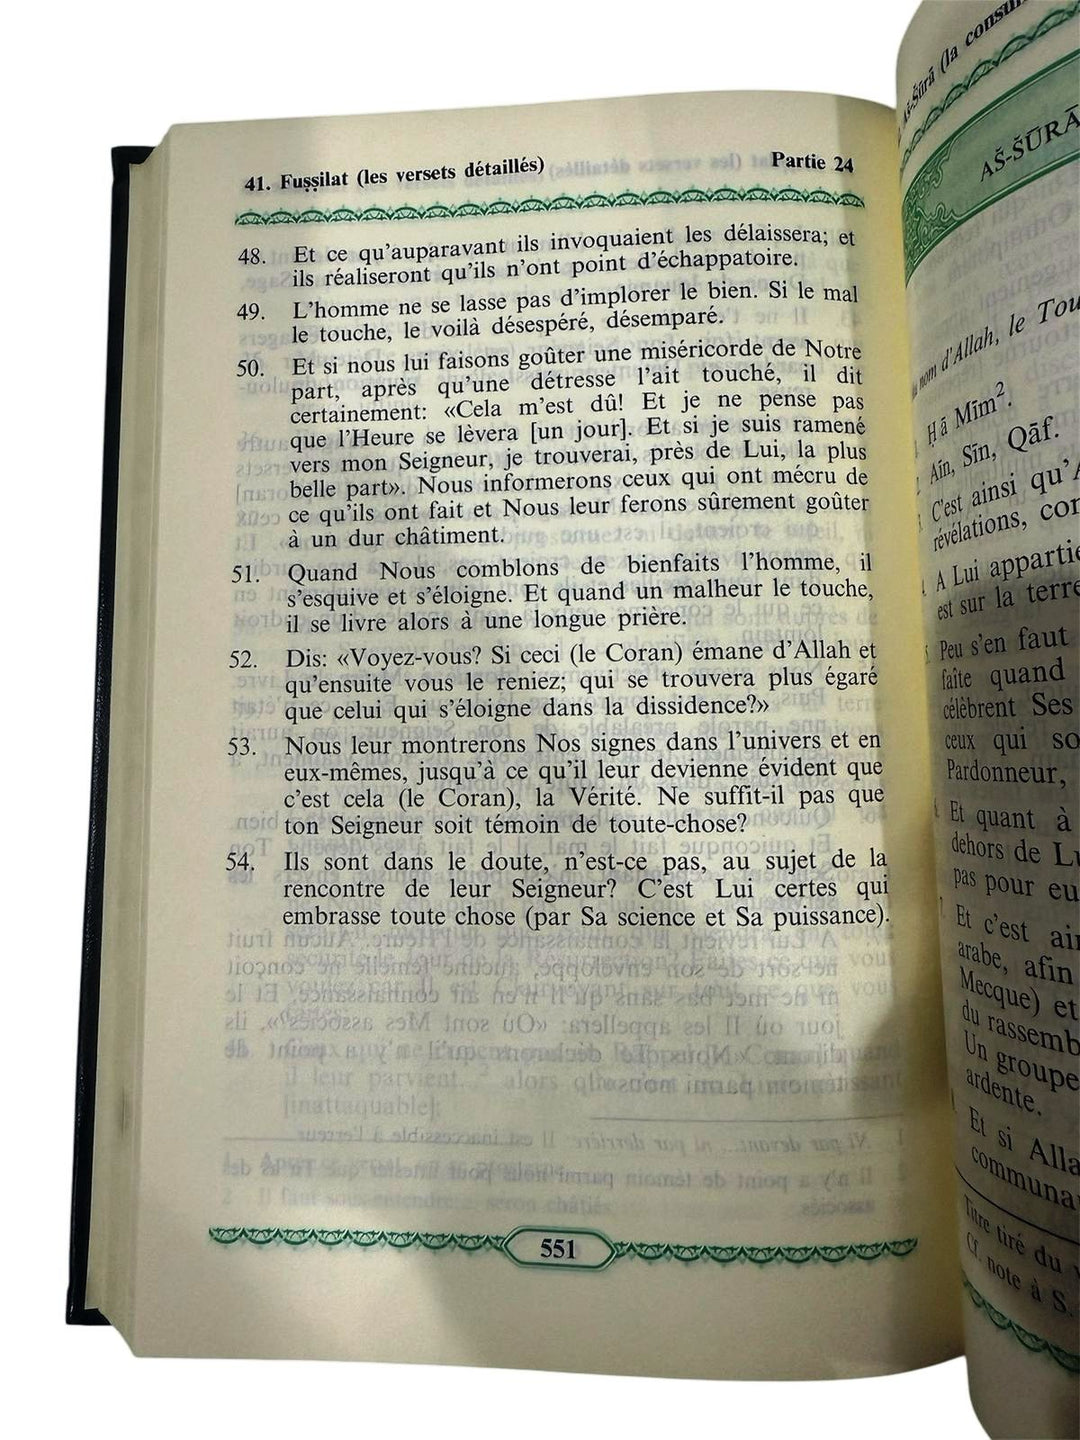 41. Fuṣṣilat (les versets détaillés) Partie 24
48. Et ce qu'auparavant ils invoquaient les délaissera; et
ils réaliseront qu'ils n'ont point d'échappatoire.
49. L'homme ne se lasse pas d'implorer le bien. Si le mal
le touche, le voilà désespéré, désemparé.
50. Et si nous lui faisons goûter une miséricorde de Notre
part, après qu'une détresse l'ait touché, il dit
certainement: «Cela m'est dû! Et je ne pense pas
que l'Heure se lèvera [un jour]. Et si je suis ramené
vers mon Seigneur, je trouverai, près de Lui, la plus
belle part». Nous informerons ceux qui ont mécru de
ce qu'ils ont fait et Nous leur ferons sûrement goûter
à un dur châtiment.
51. Quand Nous comblons de bienfaits l'homme, il
s'esquive et s'éloigne. Et quand un malheur le touche,
il se livre alors à une longue prière.
52. Dis: «Voyez-vous? Si ceci (le Coran) émane d'Allah et
qu'ensuite vous le reniez; qui se trouvera plus égaré
que celui qui s'éloigne dans la dissidence?»
53. Nous leur montrerons Nos signes dans l'univers et en
eux-mêmes, jusqu'à ce qu'il leur devienne évident que
c'est cela (le Coran), la Vérité. Ne suffit-il pas que
ton Seigneur soit témoin de toute-chose?
54. Ils sont dans le doute, n'est-ce pas, au sujet de la
rencontre de leur Seigneur? C'est Lui certes qui
embrasse toute chose (par Sa science et Sa puissance).
551
Aš-Šūrā (la
AŠ-ŠŪRĀ
nom d'Allah, le
Ḥā Mīm².
Aīn, Sīn, Qāf.
C'est ainsi
révélations,
A Lui
est sur la
Peu s'en faut
faîte quand
célèbrent Ses
ceux qui
Pardonneur,
Et quant à
dehors de
pas pour
Et c'est
arabe, afin
Mecque) et
du
Un groupe
ardente.
Et si
Titre tiré du
Cf. note à S.